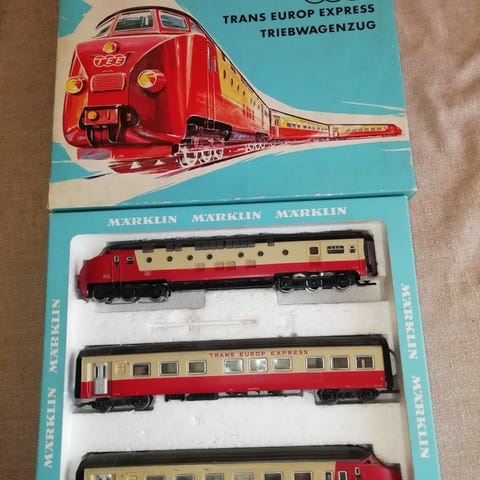 TRANS EUROP EXPRESS
TRIEBWAGENZUG
TEE
MÄRKLIN MÄRKLIN MÄRKLIN
MÄRKLIN
MÄRKLIN
MÄRKLIN
MÄRKLIN
TRANS EUROP EXPRESS